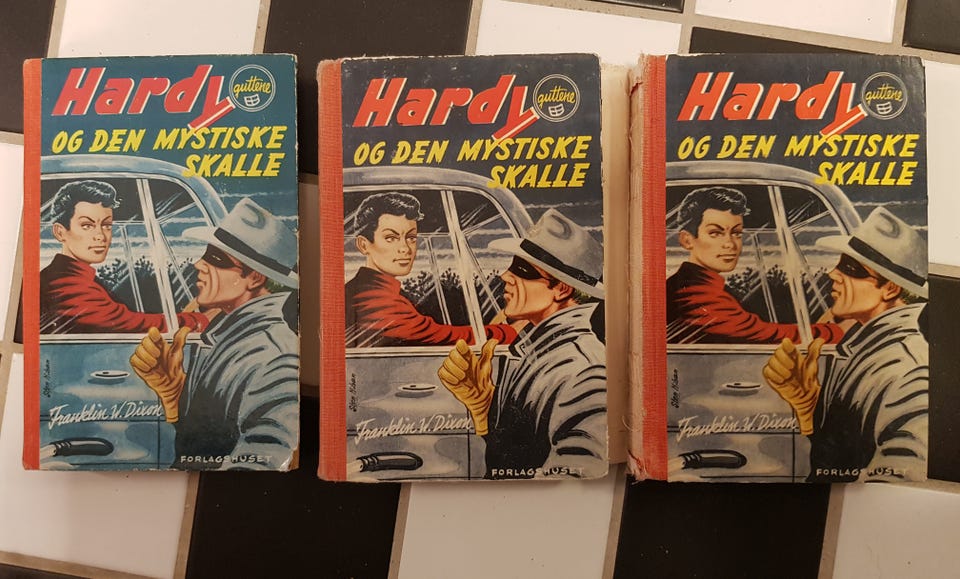 Hardy
guttene
OG DEN MYSTISKE
SKALLE
Franklin W. Dixon
FORLAGSHUSET
Hardy
guttene
OG DEN MYSTISKE
SKALLE
Franklin W. Dixon
FORLAGSHUSET
Hardy
guttene
OG DEN MYSTISKE
SKALLE
Franklin W. Dixon
FORLAGSHUSET